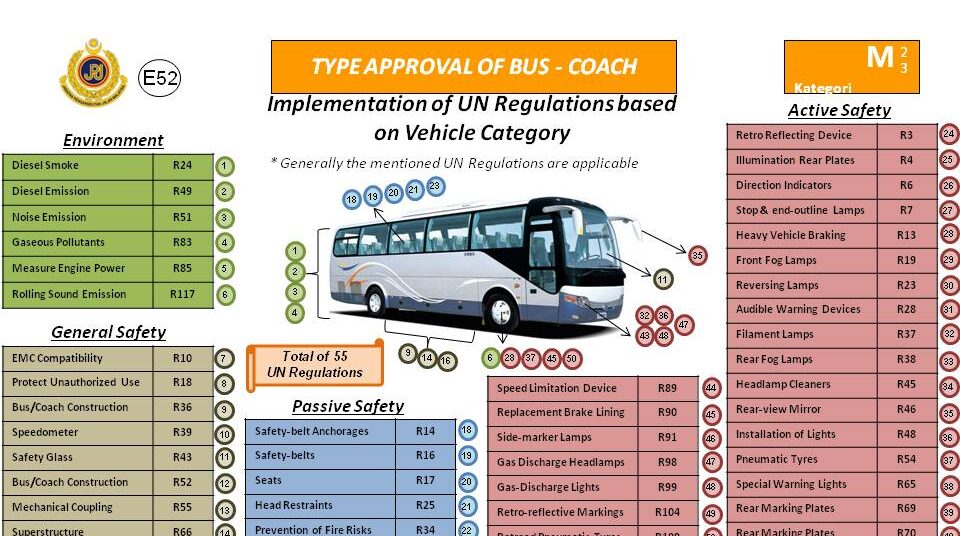 JPJ
E52
TYPE APPROVAL OF BUS - COACH
M 2 3
Kategori
Implementation of UN Regulations based
on Vehicle Category
* Generally the mentioned UN Regulations are applicable
Environment
Diesel Smoke R24 1
Diesel Emission R49 2
Noise Emission R51 3
Gaseous Pollutants R83 4
Measure Engine Power R85 5
Rolling Sound Emission R117 6
General Safety
EMC Compatibility R10 7
Protect Unauthorized Use R18 8
Bus/Coach Construction R36 9
Speedometer R39 10
Safety Glass R43 11
Bus/Coach Construction R52 12
Mechanical Coupling R55 13
Superstructure R66 14
18 19 20 21 23
1
2
3
4
35
11
32 36
47
43 48
9 14 16
6 28 37 45 50
Total of 55
UN Regulations
Passive Safety
Safety-belt Anchorages R14 18
Safety-belts R16 19
Seats R17 20
Head Restraints R25 21
Prevention of Fire Risks R34 22
Speed Limitation Device R89 44
Replacement Brake Lining R90 45
Side-marker Lamps R91 46
Gas Discharge Headlamps R98 47
Gas-Discharge Lights R99 48
Retro-reflective Markings R104 49
Active Safety
Retro Reflecting Device R3 24
Illumination Rear Plates R4 25
Direction Indicators R6 26
Stop & end-outline Lamps R7 27
Heavy Vehicle Braking R13 28
Front Fog Lamps R19 29
Reversing Lamps R23 30
Audible Warning Devices R28 31
Filament Lamps R37 32
Rear Fog Lamps R38 33
Headlamp Cleaners R45 34
Rear-view Mirror R46 35
Installation of Lights R48 36
Pneumatic Tyres R54 37
Special Warning Lights R65 38
Rear Marking Plates R69 39
Rear Marking Plates R70